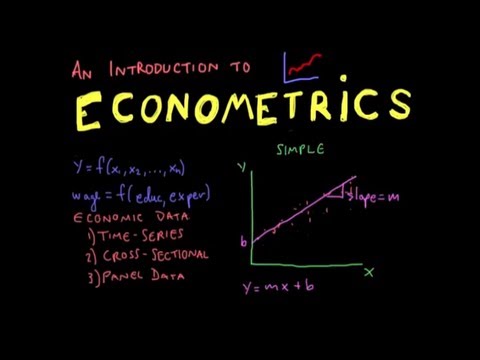 AN INTRODUCTION TO
ECONOMETRICS
Y = f(x₁, x₂, ..., xₙ)
wage = f(educ, exper)
ECONOMIC DATA
1) TIME-SERIES
2) CROSS-SECTIONAL
3) PANEL DATA
SIMPLE
Y
slope = m
b
X
Y = mx + b